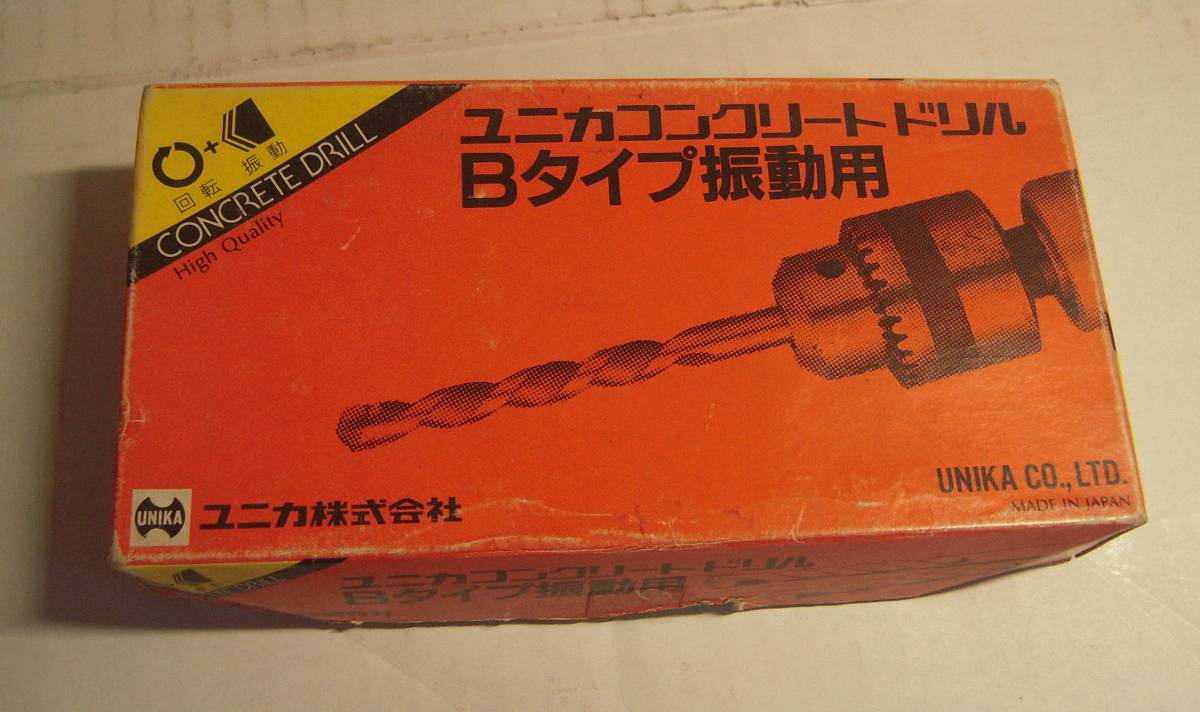 回転 振動
CONCRETE DRILL
High Quality
ユニカコンクリートドリル
Bタイプ振動用
UNIKA CO.,LTD.
MADE IN JAPAN
UNIKA
ユニカ株式会社
DRILL
ユニカコンクリートドリル
Bタイプ振動用